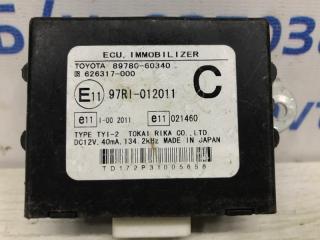 ECU, IMMOBILIZER
TOYOTA 89780-60340
626317-000
C
E11 97RI-012011
e11 I-00 2011 e11 021460
TYPE TYI-2 TOKAI RIKA CO., LTD.
DC12V, 40mA, 134.2kHz MADE IN JAPAN
TD172P31005658